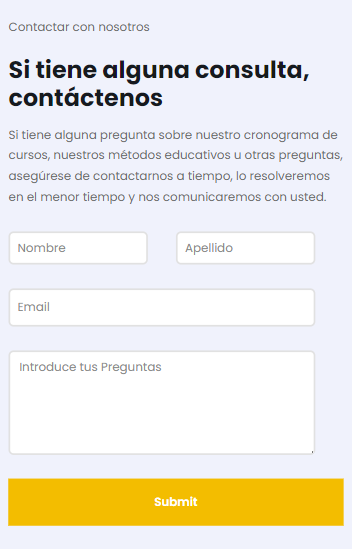 Contactar con nosotros
Si tiene alguna consulta,
contáctenos
Si tiene alguna pregunta sobre nuestro cronograma de
cursos, nuestros métodos educativos u otras preguntas,
asegúrese de contactarnos a tiempo, lo resolveremos
en el menor tiempo y nos comunicaremos con usted.
Nombre Apellido
Email
Introduce tus Preguntas
Submit